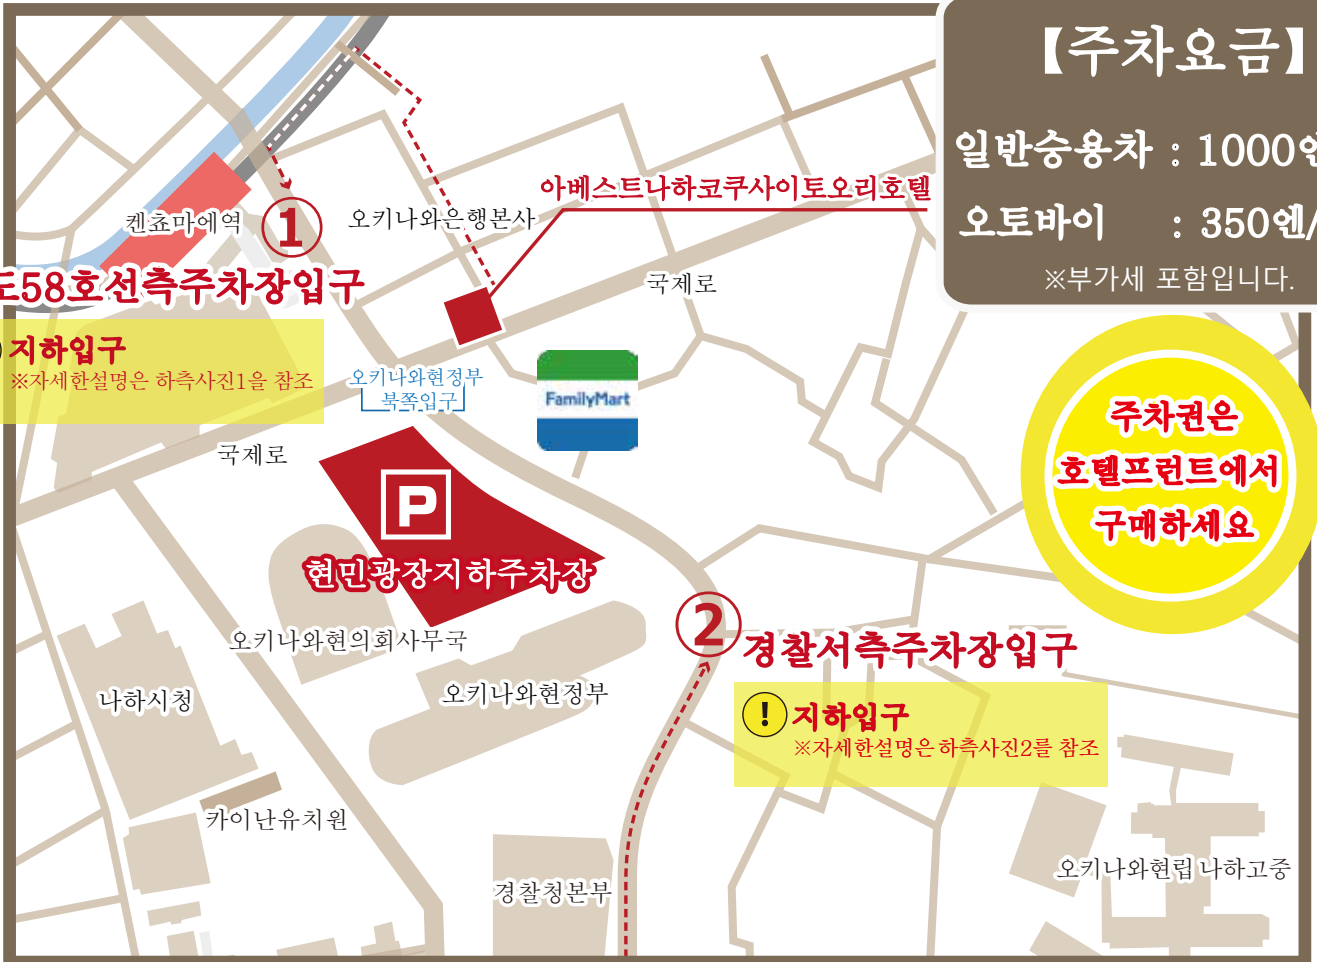 【주차요금】
일반승용차 : 1000엔
오토바이 : 350엔/
※부가세 포함입니다.
아베스트나하코쿠사이토오리호텔
켄쵸마에역
1
오키나와은행본사
국제로
도58호선측주차장입구
지하입구
※자세한설명은 하측사진1을 참조
오키나와현정부
북쪽입구
FamilyMart
주차권은
호텔프런트에서
구매하세요
국제로
P
현민광장지하주차장
오키나와현의회사무국
2
경찰서측주차장입구
나하시청
오키나와현정부
! 지하입구
※자세한설명은 하측사진2를 참조
카이난유치원
경찰청본부
오키나와현립 나하고중